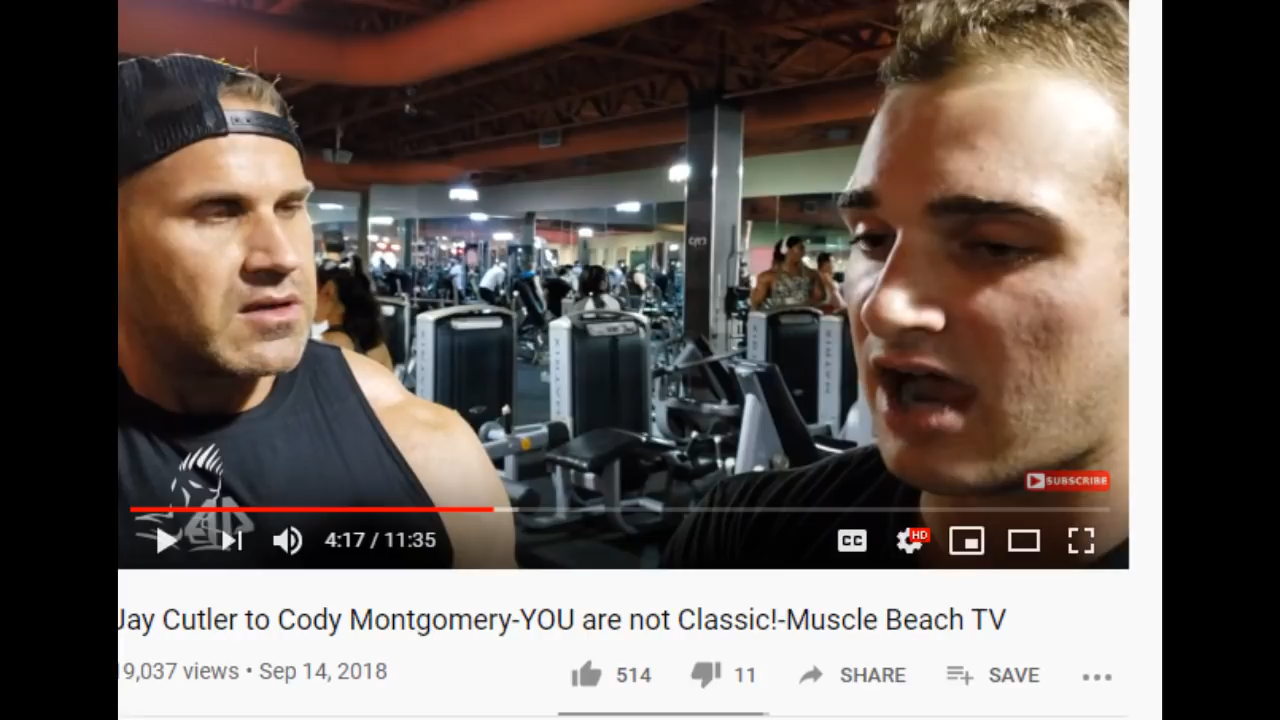 SUBSCRIBE
4:17 / 11:35
CC
HD
Jay Cutler to Cody Montgomery-YOU are not Classic!-Muscle Beach TV
19,037 views • Sep 14, 2018
514 11 SHARE SAVE